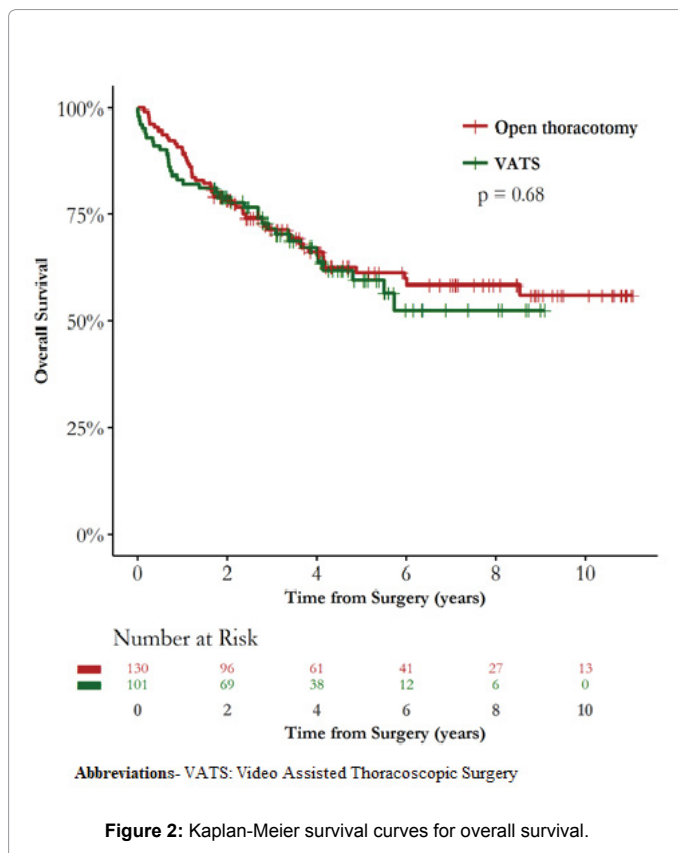 100%
75%
50%
25%
0%
Overall Survival
Open thoracotomy
VATS
p = 0.68
0 2 4 6 8 10
Time from Surgery (years)
Number at Risk
130 96 61 41 27 13
101 69 38 12 6 0
0 2 4 6 8 10
Time from Surgery (years)
Abbreviations- VATS: Video Assisted Thoracoscopic Surgery
Figure 2: Kaplan-Meier survival curves for overall survival.